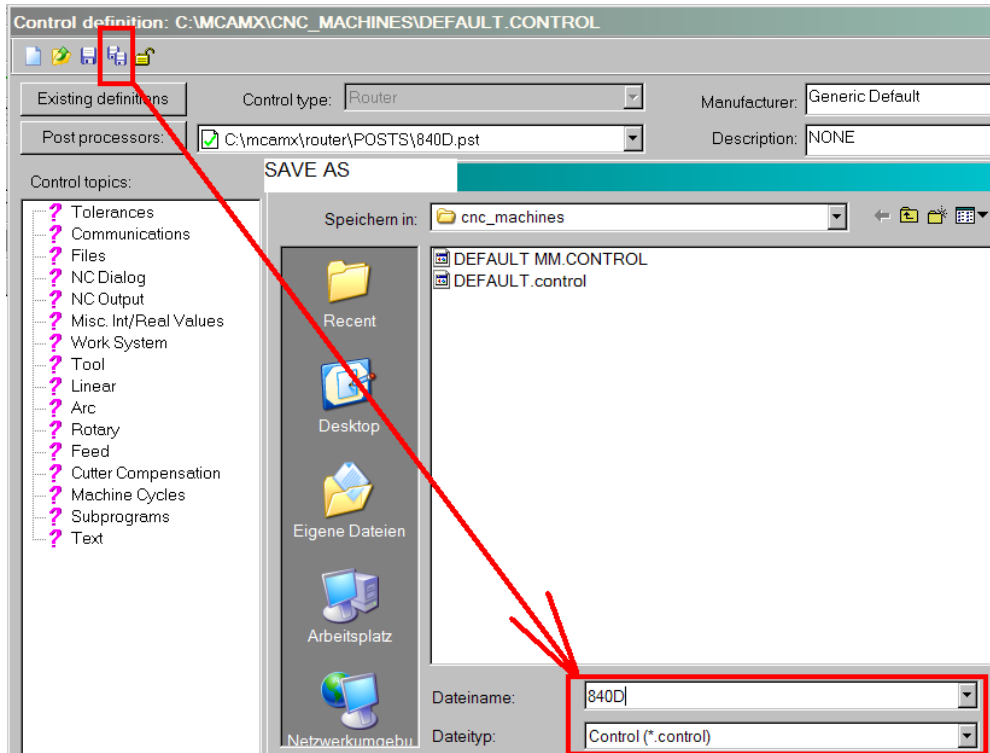 Control definition: C:\MCAMX\CNC_MACHINES\DEFAULT.CONTROL
Existing definitions
Control type:
Router
Manufacturer:
Generic Default
Post processors:
C:\mcamx\router\POSTS\840D.pst
Description:
NONE
Control topics:
Tolerances
Communications
Files
NC Dialog
NC Output
Misc. Int/Real Values
Work System
Tool
Linear
Arc
Rotary
Feed
Cutter Compensation
Machine Cycles
Subprograms
Text
SAVE AS
Speichern in:
cnc_machines
DEFAULT MM.CONTROL
DEFAULT.control
Recent
Desktop
Eigene Dateien
Arbeitsplatz
Netzwerkumgebu
Dateiname:
840D
Dateityp:
Control (*.control)